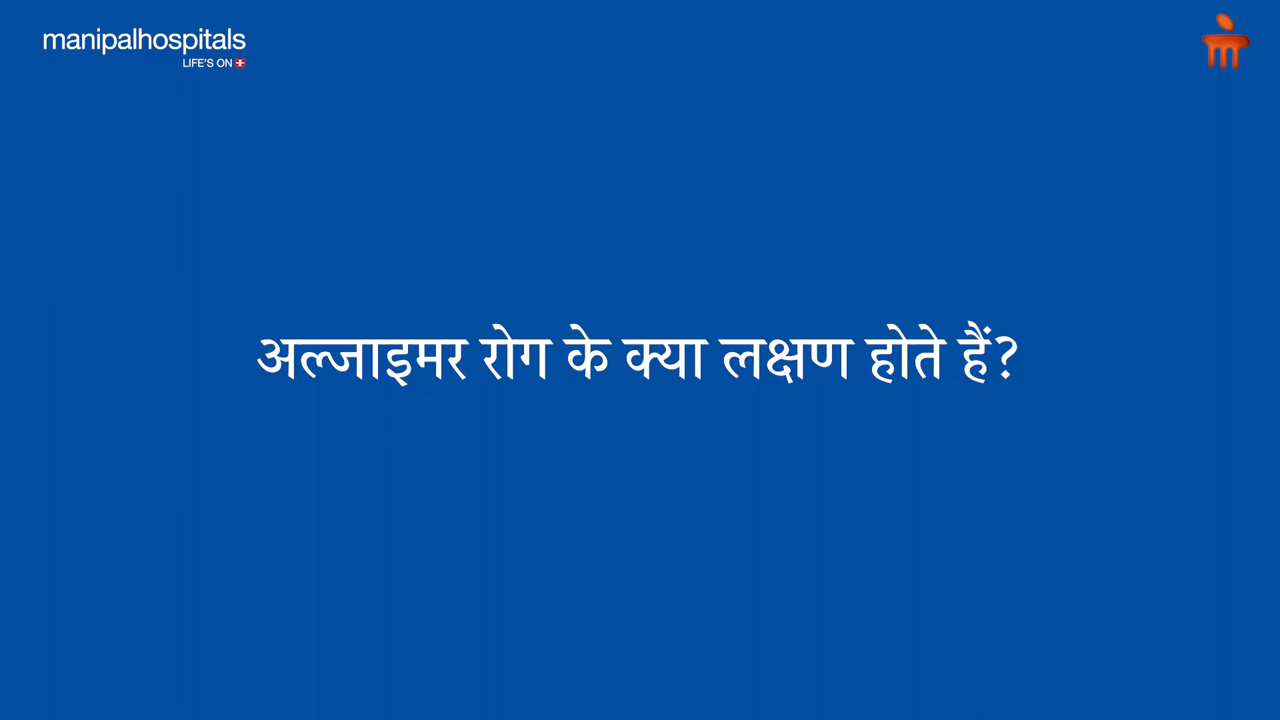 manipalhospitals
LIFE'S ON
अल्जाइमर रोग के क्या लक्षण होते हैं?